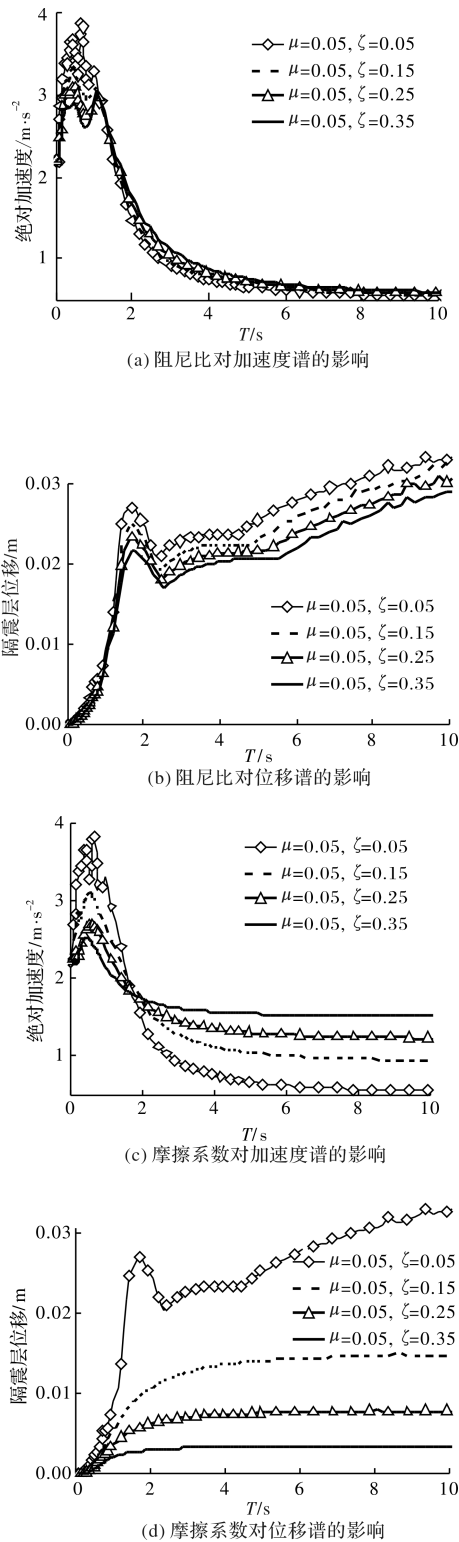 4
3
2
1
绝对加速度/m·s⁻²
μ=0.05, ζ=0.05
μ=0.05, ζ=0.15
μ=0.05, ζ=0.25
μ=0.05, ζ=0.35
0 2 4 6 8 10
T/s
(a) 阻尼比对加速度谱的影响
0.03
0.02
0.01
0.00
隔震层位移/m
μ=0.05, ζ=0.05
μ=0.05, ζ=0.15
μ=0.05, ζ=0.25
μ=0.05, ζ=0.35
0 2 4 6 8 10
T/s
(b) 阻尼比对位移谱的影响
4
3
2
1
绝对加速度/m·s⁻²
μ=0.05, ζ=0.05
μ=0.05, ζ=0.15
μ=0.05, ζ=0.25
μ=0.05, ζ=0.35
0 2 4 6 8 10
T/s
(c) 摩擦系数对加速度谱的影响
0.03
0.02
0.01
0.00
隔震层位移/m
μ=0.05, ζ=0.05
μ=0.05, ζ=0.15
μ=0.05, ζ=0.25
μ=0.05, ζ=0.35
0 2 4 6 8 10
T/s
(d) 摩擦系数对位移谱的影响